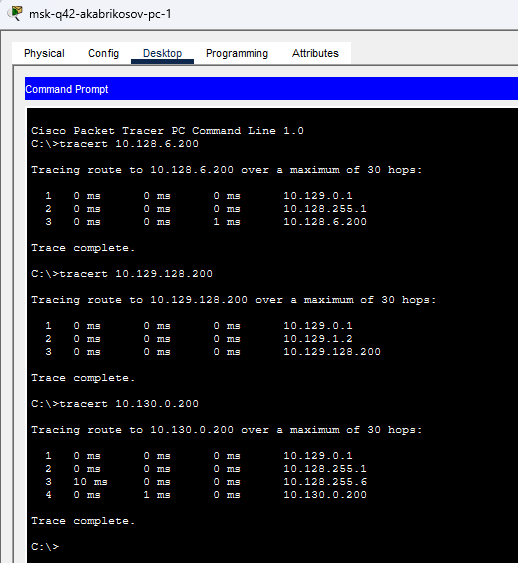 msk-q42-akabrikosov-pc-1
Physical Config Desktop Programming Attributes
Command Prompt
Cisco Packet Tracer PC Command Line 1.0
C:\>tracert 10.128.6.200
Tracing route to 10.128.6.200 over a maximum of 30 hops:
1 0 ms 0 ms 0 ms 10.129.0.1
2 0 ms 0 ms 0 ms 10.128.255.1
3 0 ms 0 ms 1 ms 10.128.6.200
Trace complete.
C:\>tracert 10.129.128.200
Tracing route to 10.129.128.200 over a maximum of 30 hops:
1 0 ms 0 ms 0 ms 10.129.0.1
2 0 ms 0 ms 0 ms 10.129.1.2
3 0 ms 0 ms 0 ms 10.129.128.200
Trace complete.
C:\>tracert 10.130.0.200
Tracing route to 10.130.0.200 over a maximum of 30 hops:
1 0 ms 0 ms 0 ms 10.129.0.1
2 0 ms 0 ms 0 ms 10.128.255.1
3 10 ms 0 ms 0 ms 10.128.255.6
4 0 ms 1 ms 0 ms 10.130.0.200
Trace complete.
C:\>